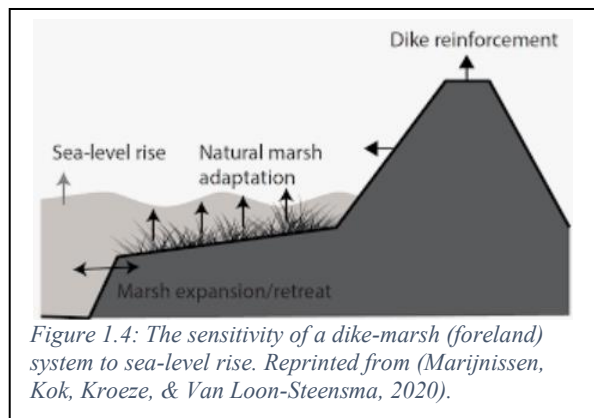 Dike reinforcement
Sea-level rise
Natural marsh
adaptation
Marsh expansion/retreat
Figure 1.4: The sensitivity of a dike-marsh (foreland)
system to sea-level rise. Reprinted from (Marijnissen,
Kok, Kroeze, & Van Loon-Steensma, 2020).